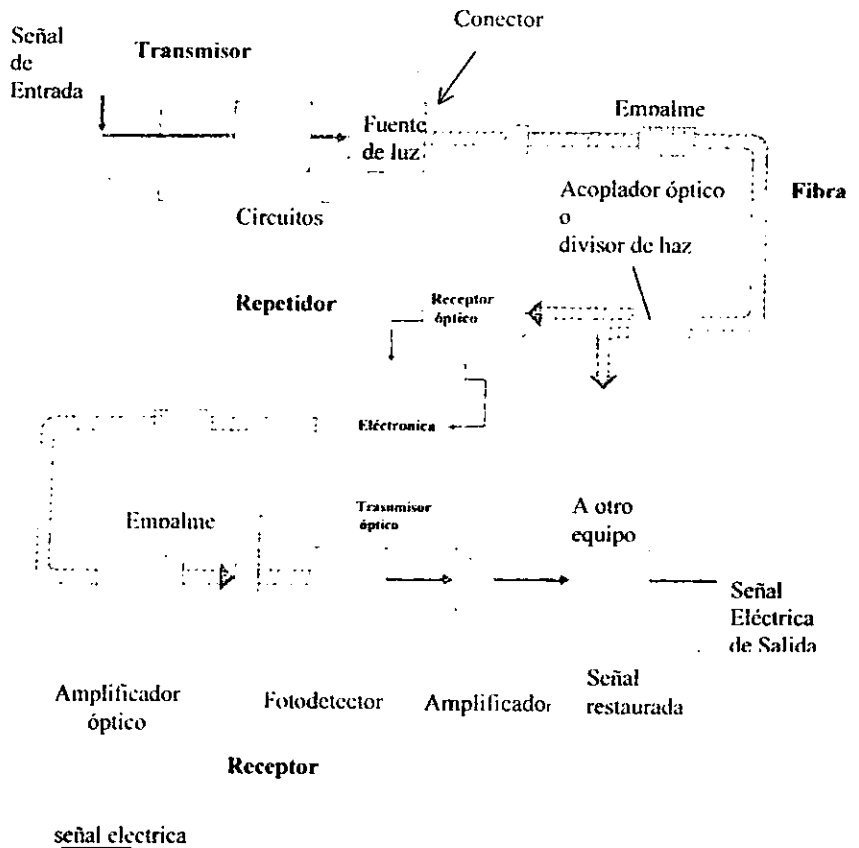 Conector
Señal
de
Entrada
Transmisor
Empalme
Fuente
de luz
Acoplador óptico
o
divisor de haz
Fibra
Circuitos
Repetidor
Receptor
óptico
Eléctronica
Trasmisor
óptico
Empalme
A otro
equipo
Señal
Eléctrica
de Salida
Amplificador
óptico
Fotodetector
Amplificador
Señal
restaurada
Receptor
señal electrica